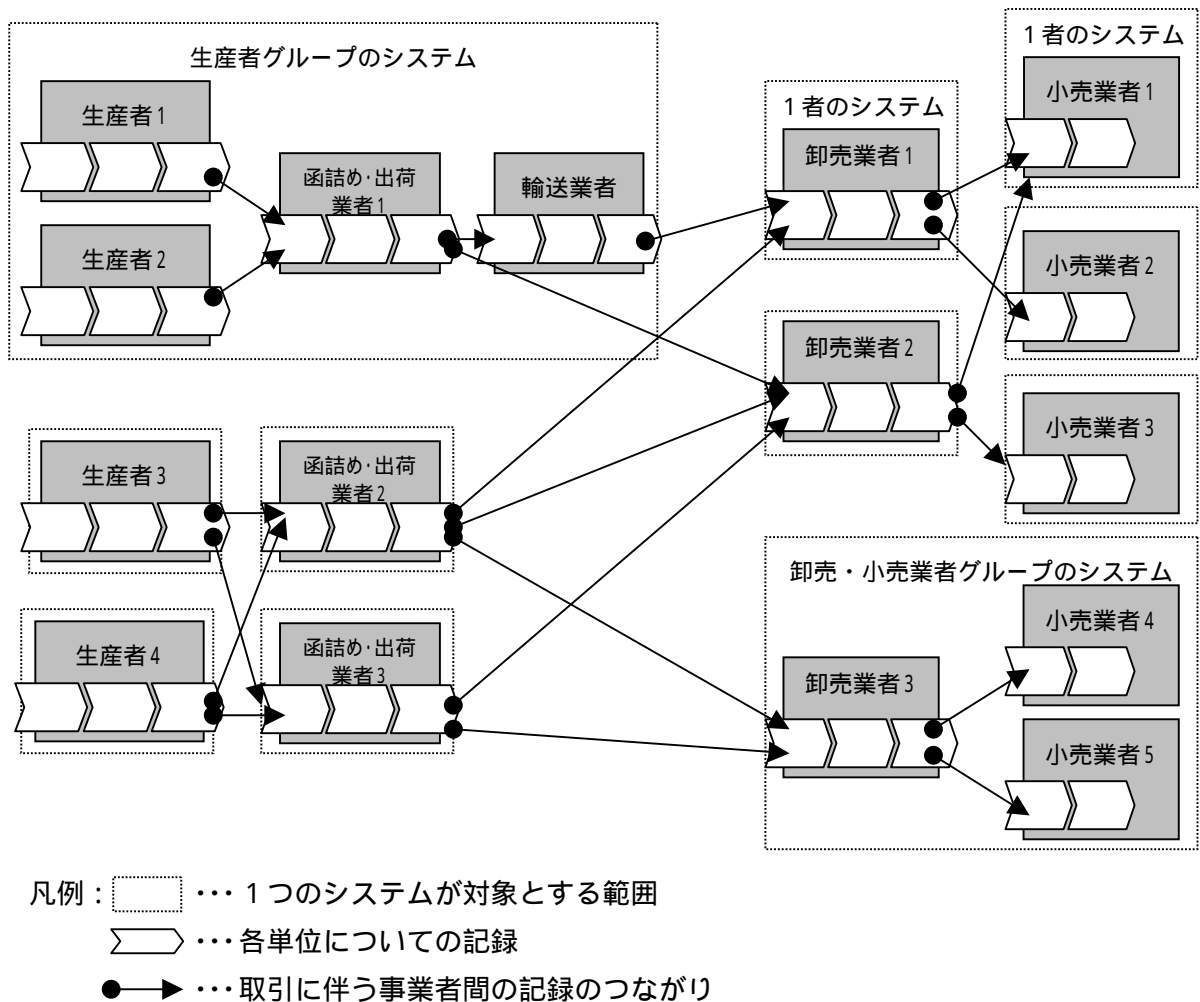 生産者グループのシステム
生産者1
生産者2
函詰め・出荷
業者1
輸送業者
1者のシステム
卸売業者1
卸売業者2
1者のシステム
小売業者1
小売業者2
小売業者3
生産者3
生産者4
函詰め・出荷
業者2
函詰め・出荷
業者3
卸売・小売業者グループのシステム
卸売業者3
小売業者4
小売業者5
凡例：
・・・1つのシステムが対象とする範囲
・・・各単位についての記録
・・・取引に伴う事業者間の記録のつながり